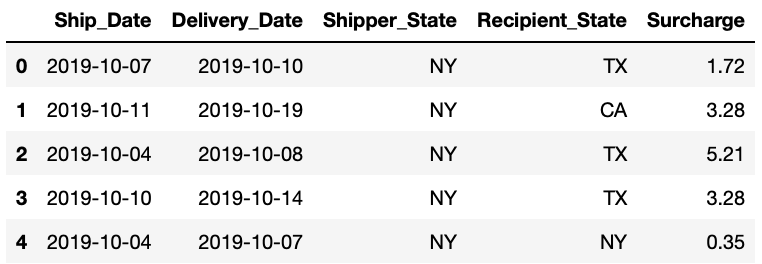 Ship_Date Delivery_Date Shipper_State Recipient_State Surcharge
0 2019-10-07 2019-10-10 NY TX 1.72
1 2019-10-11 2019-10-19 NY CA 3.28
2 2019-10-04 2019-10-08 NY TX 5.21
3 2019-10-10 2019-10-14 NY TX 3.28
4 2019-10-04 2019-10-07 NY NY 0.35